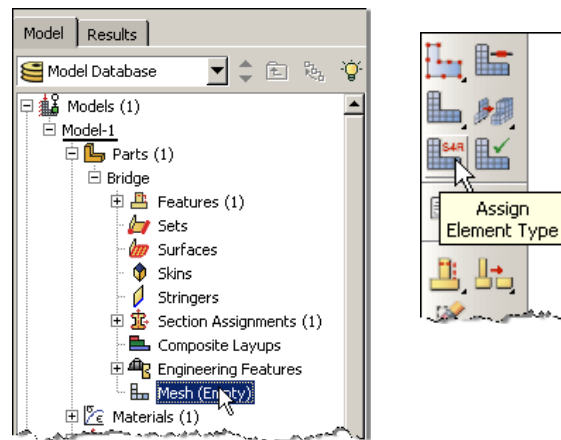 Model
Results
Model Database
Models (1)
Model-1
Parts (1)
Bridge
Features (1)
Sets
Surfaces
Skins
Stringers
Section Assignments (1)
Composite Layups
Engineering Features
Mesh (Empty)
Materials (1)
S4R
Assign
Element Type